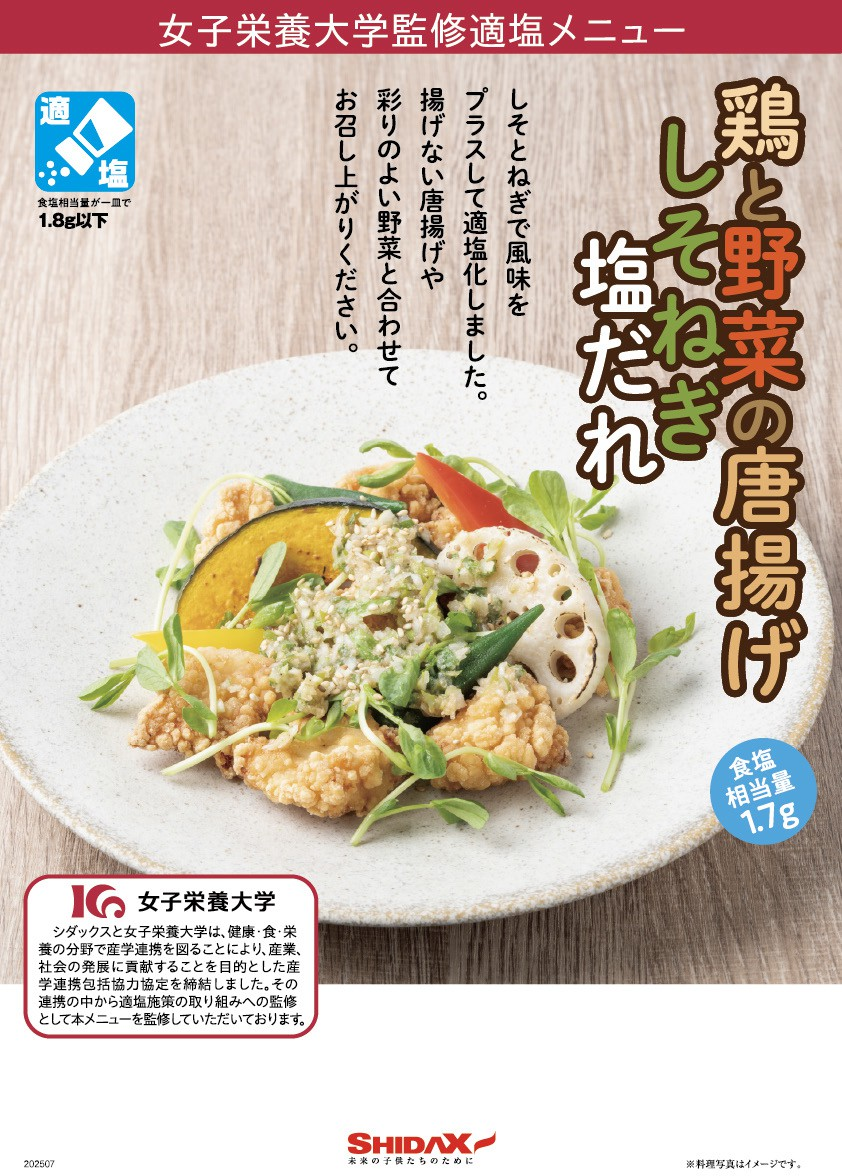 女子栄養大学監修適塩メニュー
適
塩
食塩相当量が一皿で
1.8g以下
鶏と野菜の唐揚げ
しそねぎ
塩だれ
しそとねぎで風味を
プラスして適塩化しました。
揚げない唐揚げや
彩りのよい野菜と合わせて
お召し上がりください。
食塩
相当量
1.7g
女子栄養大学
シダックスと女子栄養大学は、健康・食・栄
養の分野で産学連携を図ることにより、産業、
社会の発展に貢献することを目的とした産
学連携包括協力協定を締結しました。その
連携の中から適塩施策の取り組みへの監修
として本メニューを監修していただいております。
SHIDAX
未来の子供たちのために
202507
※料理写真はイメージです。